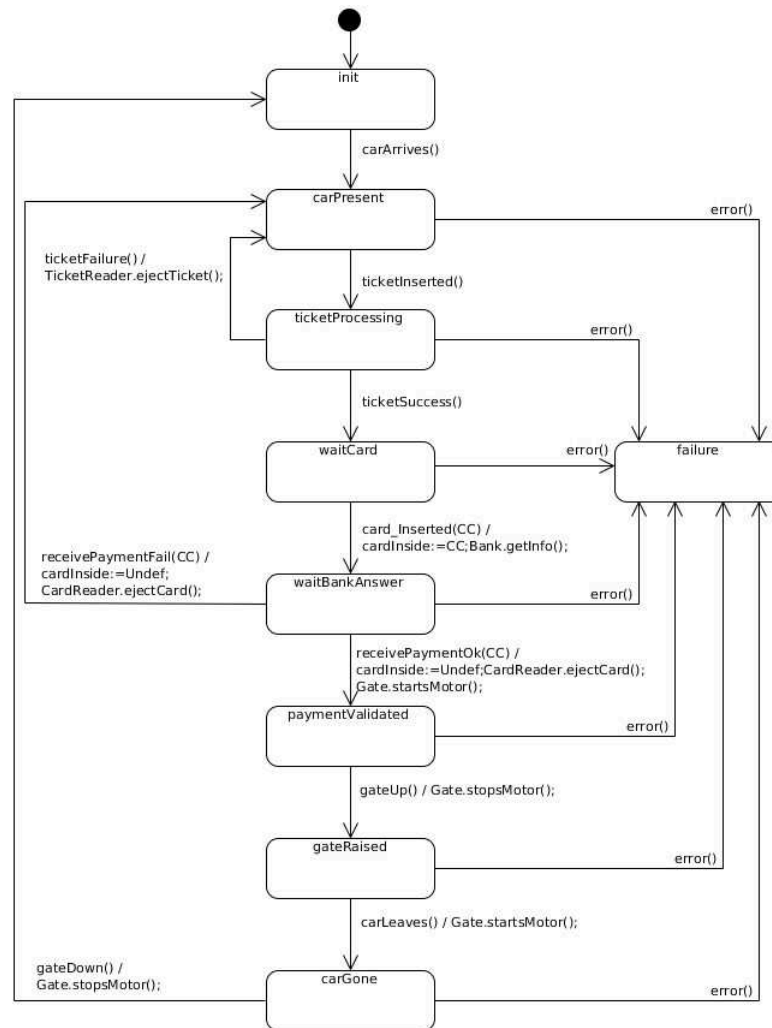 init
carArrives()
carPresent
error()
ticketFailure() /
TicketReader.ejectTicket();
ticketInserted()
ticketProcessing
error()
ticketSuccess()
waitCard
error()
failure
card_Inserted(CC) /
cardInside:=CC;Bank.getInfo();
receivePaymentFail(CC) /
cardInside:=Undef;
CardReader.ejectCard();
waitBankAnswer
error()
receivePaymentOk(CC) /
cardInside:=Undef;CardReader.ejectCard();
Gate.startsMotor();
paymentValidated
error()
gateUp() / Gate.stopsMotor();
gateRaised
error()
carLeaves() / Gate.startsMotor();
gateDown() /
Gate.stopsMotor();
carGone
error()